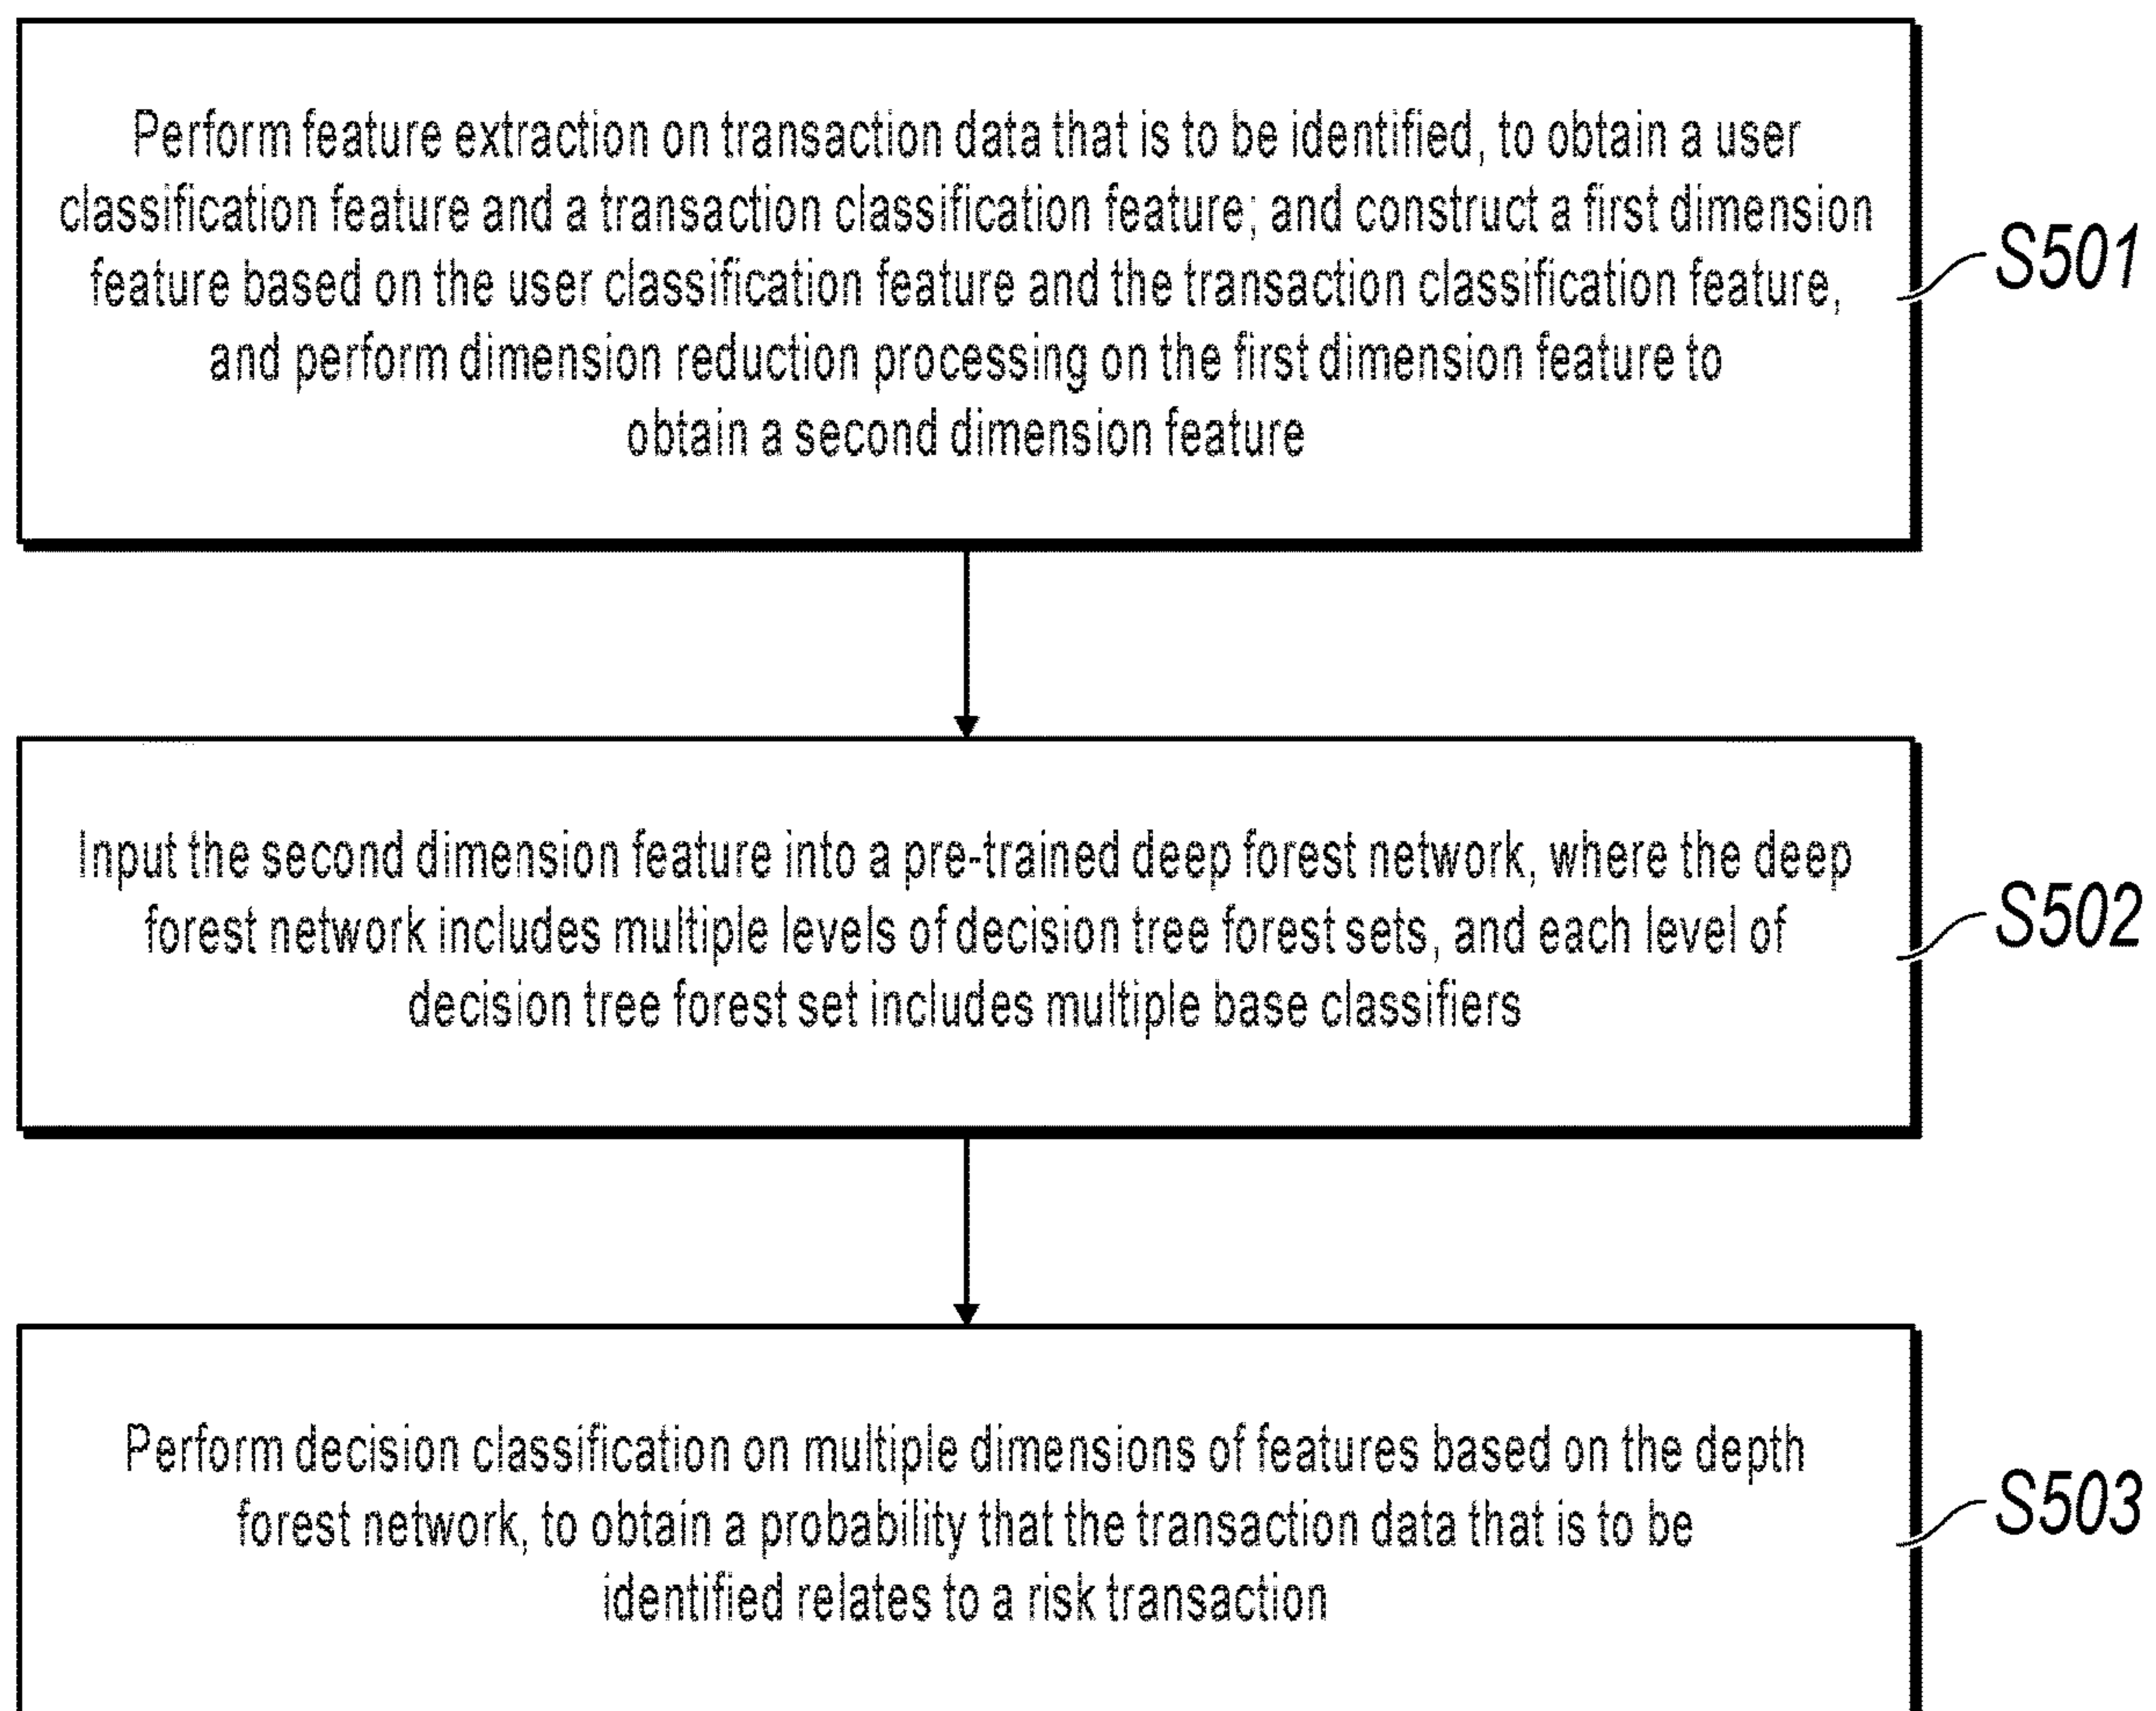 Perform feature extraction on transaction data that is to be identified, to obtain a user
classification feature and a transaction classification feature; and construct a first dimension
feature based on the user classification feature and the transaction classification feature,
and perform dimension reduction processing on the first dimension feature to
obtain a second dimension feature
S501
Input the second dimension feature into a pre-trained deep forest network, where the deep
forest network includes multiple levels of decision tree forest sets, and each level of
decision tree forest set includes multiple base classifiers
S502
Perform decision classification on multiple dimensions of features based on the depth
forest network, to obtain a probability that the transaction data that is to be
identified relates to a risk transaction
S503